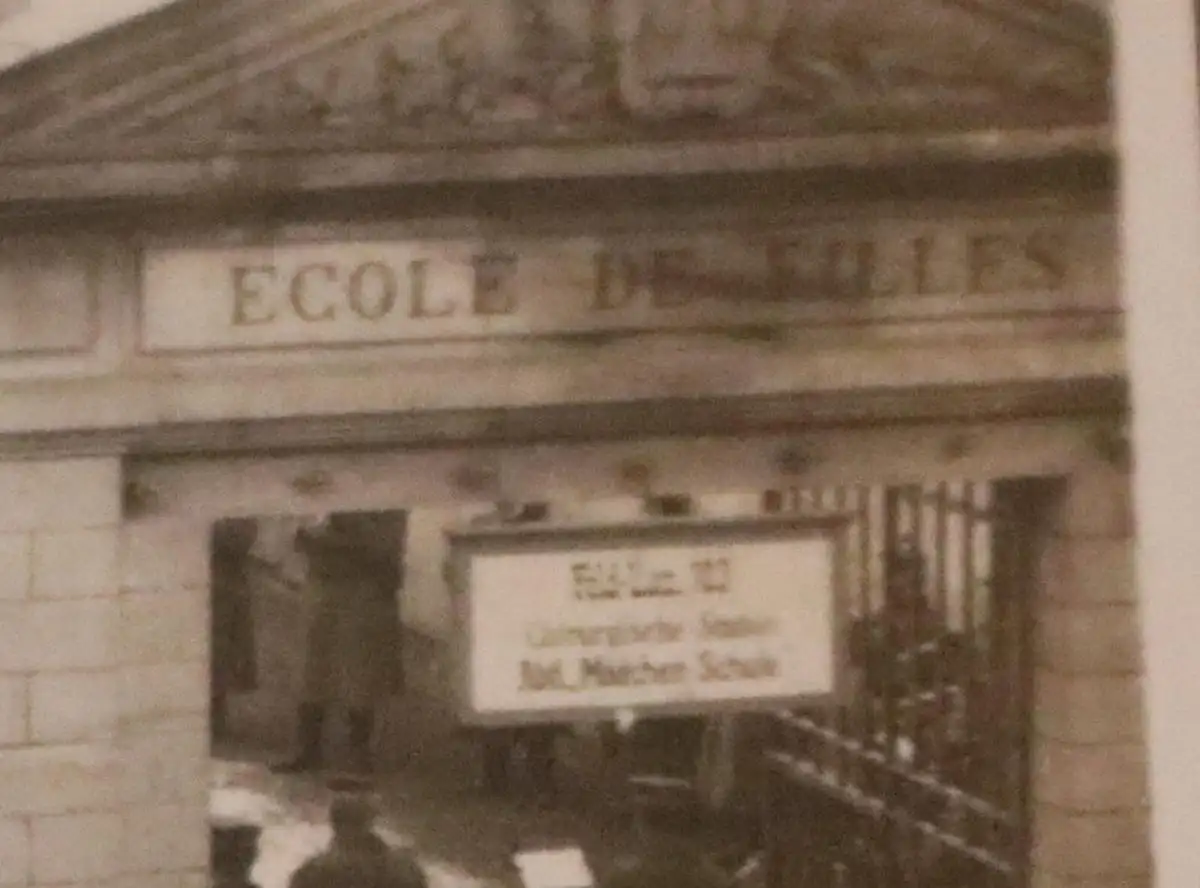 ECOLE DE FILLES
Chirurgische Station
Abt. Mädchen Schule